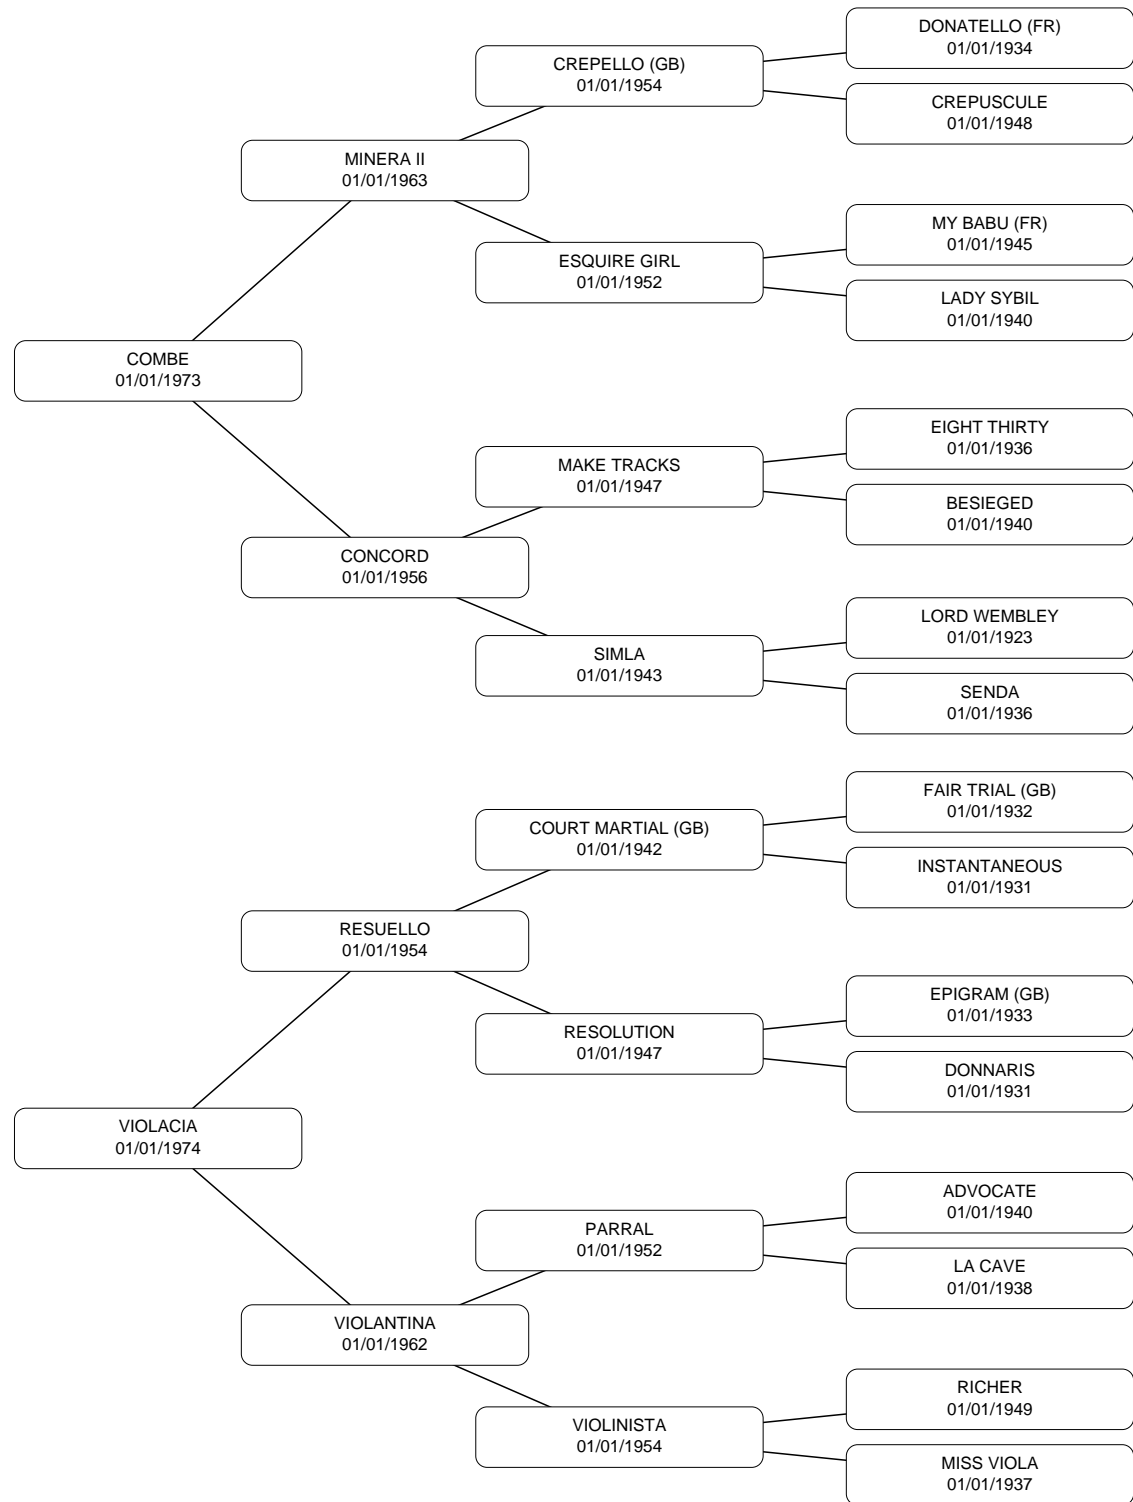 DONATELLO (FR)
01/01/1934
CREPELLO (GB)
01/01/1954
CREPUSCULE
01/01/1948
MINERA II
01/01/1963
MY BABU (FR)
01/01/1945
ESQUIRE GIRL
01/01/1952
LADY SYBIL
01/01/1940
COMBE
01/01/1973
EIGHT THIRTY
01/01/1936
MAKE TRACKS
01/01/1947
BESIEGED
01/01/1940
CONCORD
01/01/1956
LORD WEMBLEY
01/01/1923
SIMLA
01/01/1943
SENDA
01/01/1936
FAIR TRIAL (GB)
01/01/1932
COURT MARTIAL (GB)
01/01/1942
INSTANTANEOUS
01/01/1931
RESUELLO
01/01/1954
EPIGRAM (GB)
01/01/1933
RESOLUTION
01/01/1947
DONNARIS
01/01/1931
VIOLACIA
01/01/1974
ADVOCATE
01/01/1940
PARRAL
01/01/1952
LA CAVE
01/01/1938
VIOLANTINA
01/01/1962
RICHER
01/01/1949
VIOLINISTA
01/01/1954
MISS VIOLA
01/01/1937